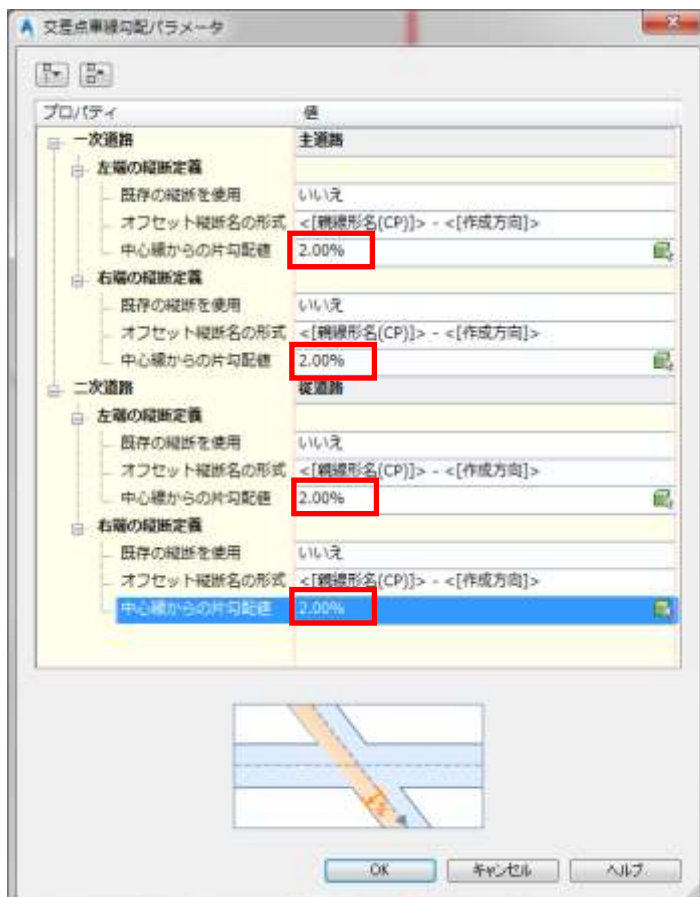 交差点車線勾配パラメータ
プロパティ 値
一次道路 主道路
左端の縦断定義
既存の縦断を使用 いいえ
オフセット縦断名の形式 <[親線形名(CP)]> - <[作成方向]>
中心線からの片勾配値 2.00%
右端の縦断定義
既存の縦断を使用 いいえ
オフセット縦断名の形式 <[親線形名(CP)]> - <[作成方向]>
中心線からの片勾配値 2.00%
二次道路 従道路
左端の縦断定義
既存の縦断を使用 いいえ
オフセット縦断名の形式 <[親線形名(CP)]> - <[作成方向]>
中心線からの片勾配値 2.00%
右端の縦断定義
既存の縦断を使用 いいえ
オフセット縦断名の形式 <[親線形名(CP)]> - <[作成方向]>
中心線からの片勾配値 2.00%
OK キャンセル ヘルプ